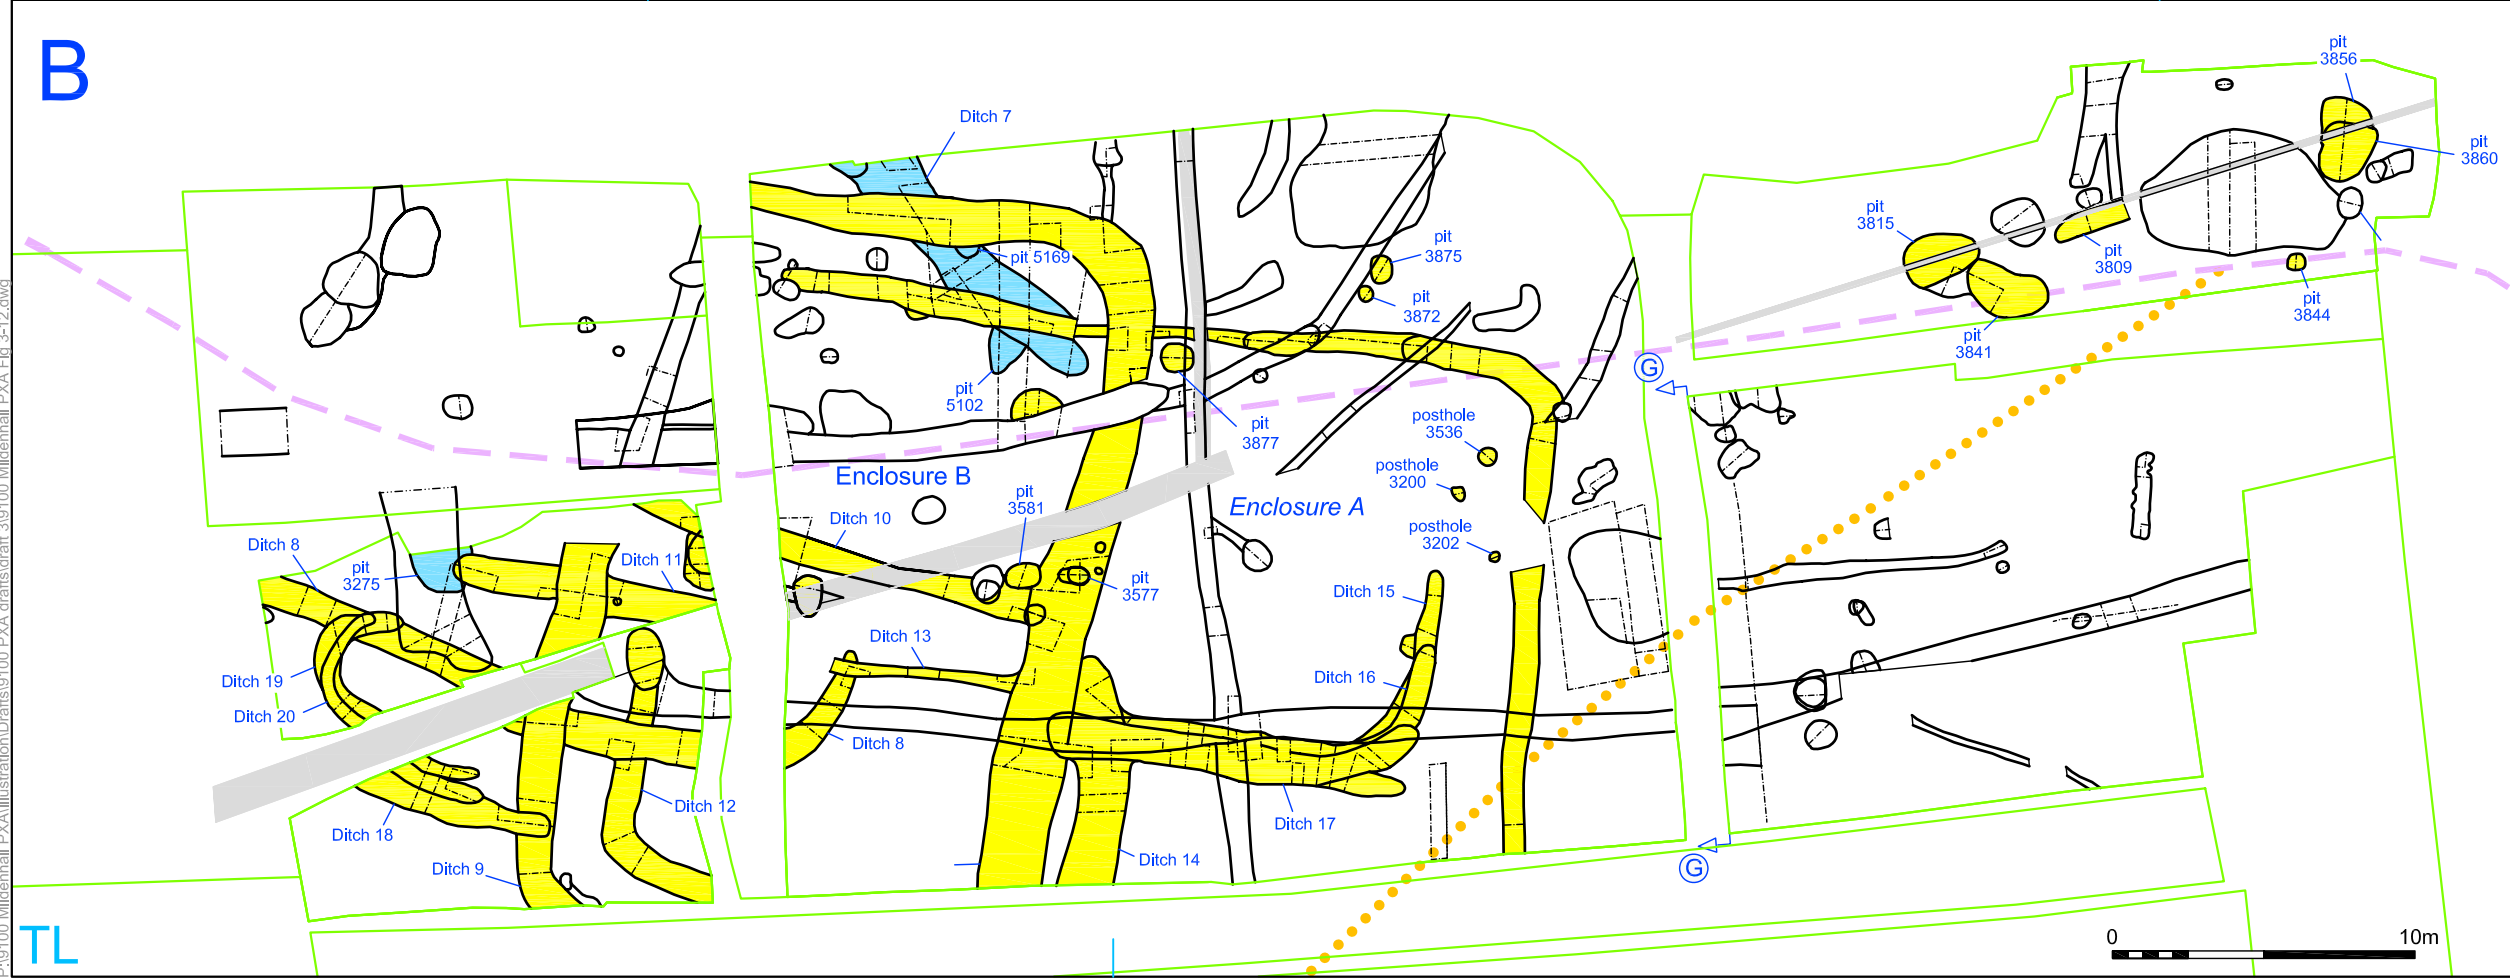 B
pit
3856
Ditch 7
pit
3860
pit
3815
pit
3875
pit 5169
pit
3809
pit
3872
pit
3844
pit
3841
G
pit
5102
pit
3877
posthole
3536
Enclosure B
posthole
3200
pit
3581
Enclosure A
Ditch 10
posthole
3202
Ditch 8
Ditch 11
pit
3275
pit
3577
Ditch 15
Ditch 13
Ditch 19
Ditch 16
Ditch 20
Ditch 8
Ditch 12
Ditch 18
Ditch 17
Ditch 9
Ditch 14
G
TL
0 10m